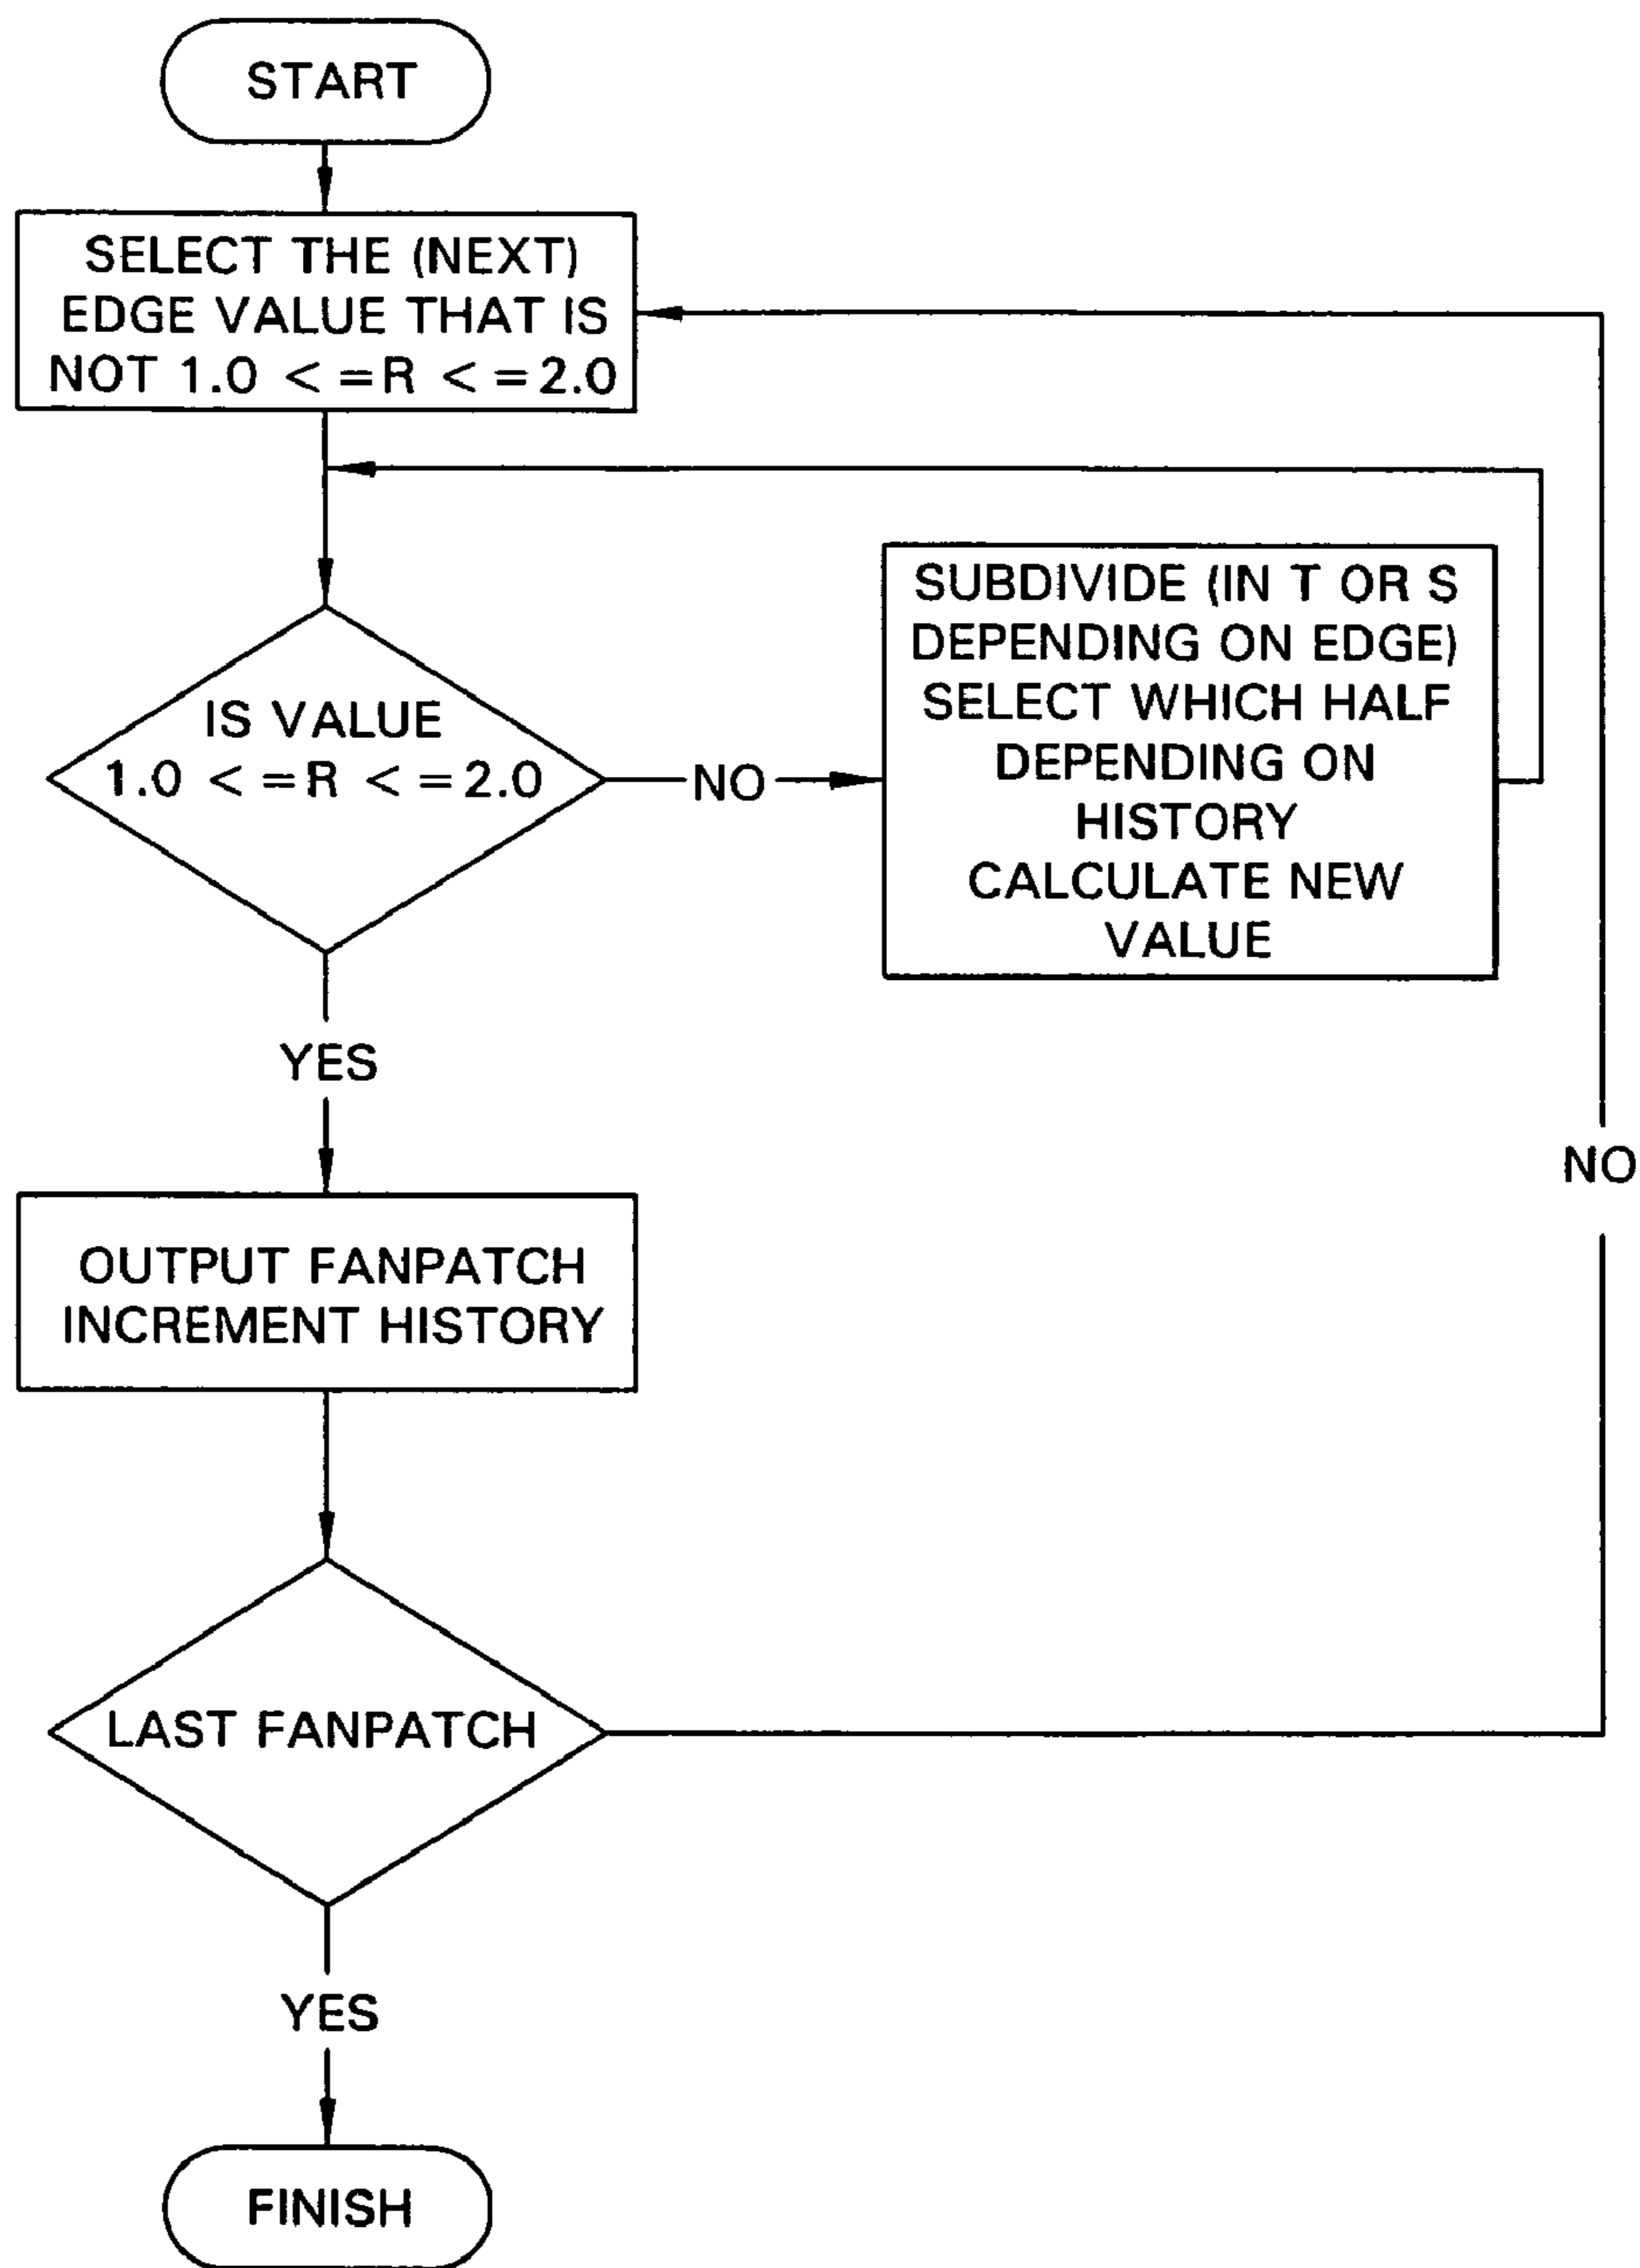 START
SELECT THE (NEXT)
EDGE VALUE THAT IS
NOT 1.0 < =R < =2.0
IS VALUE
1.0 < =R < =2.0
NO
SUBDIVIDE (IN T OR S
DEPENDING ON EDGE)
SELECT WHICH HALF
DEPENDING ON
HISTORY
CALCULATE NEW
VALUE
YES
NO
OUTPUT FANPATCH
INCREMENT HISTORY
LAST FANPATCH
YES
FINISH